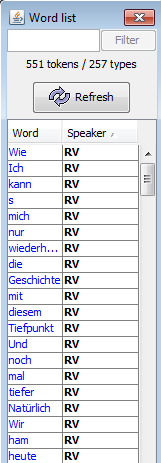 Word list
Filter
551 tokens / 257 types
Refresh
Word Speaker
Wie RV
Ich RV
kann RV
s RV
mich RV
nur RV
wiederh... RV
die RV
Geschichte RV
mit RV
diesem RV
Tiefpunkt RV
Und RV
noch RV
mal RV
tiefer RV
Natürlich RV
Wir RV
ham RV
heute RV